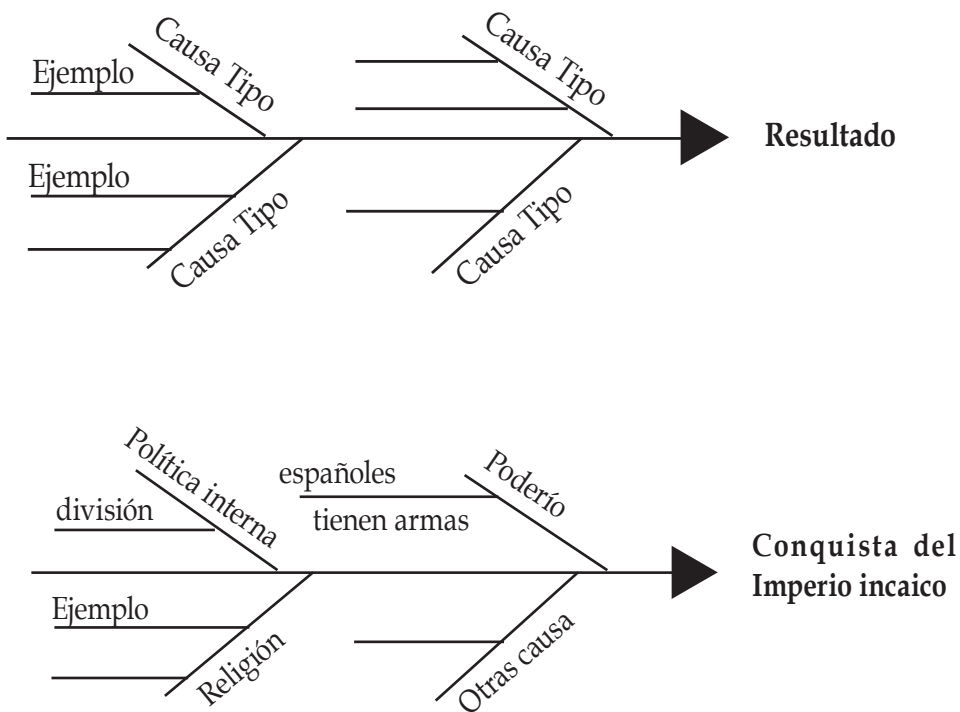 Ejemplo
Causa Tipo
Causa Tipo
Resultado
Ejemplo
Causa Tipo
Causa Tipo
división
Política interna
españoles
tienen armas
Poderío
Conquista del
Imperio incaico
Ejemplo
Religión
Otras causa